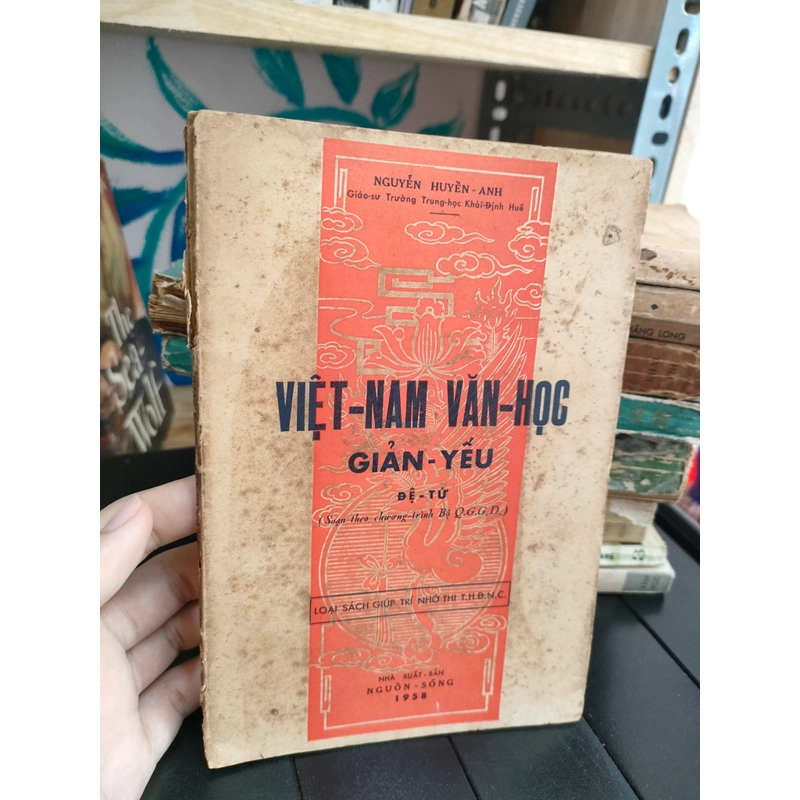 NGUYỄN HUYỀN-ANH
Giáo-sư Trường Trung-học Khải-Định Huế
VIỆT-NAM VĂN-HỌC
GIẢN-YẾU
ĐỆ-TỨ
(Soạn theo chương-trình Bộ Q.G.G.D.)
LOẠI SÁCH GIÚP TRÍ NHỚ THI T.H.Đ.N.C.
NHÀ XUẤT-BẢN
NGUỒN-SỐNG
1958
LONG